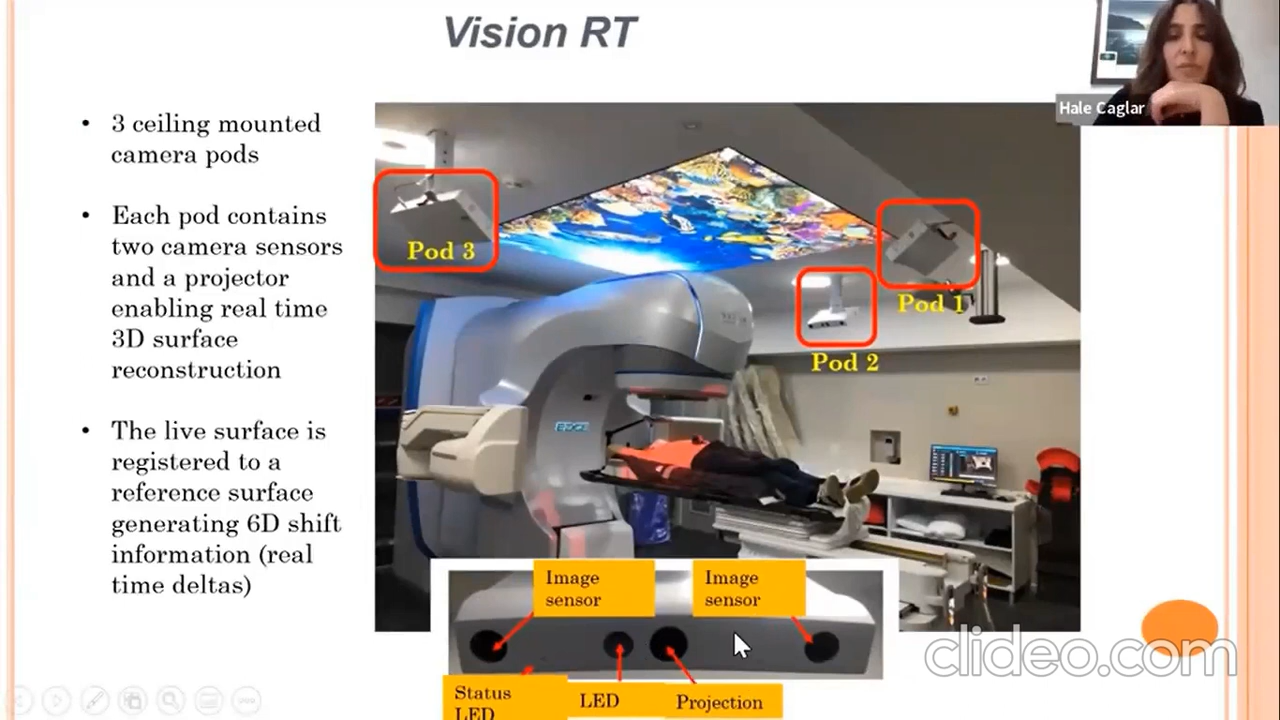 Vision RT
Hale Caglar
• 3 ceiling mounted
camera pods
• Each pod contains
two camera sensors
and a projector
enabling real time
3D surface
reconstruction
• The live surface is
registered to a
reference surface
generating 6D shift
information (real
time deltas)
Pod 3
Pod 1
Pod 2
EDGE
Image
sensor
Image
sensor
Status
LED
LED
Projection
clideo.com